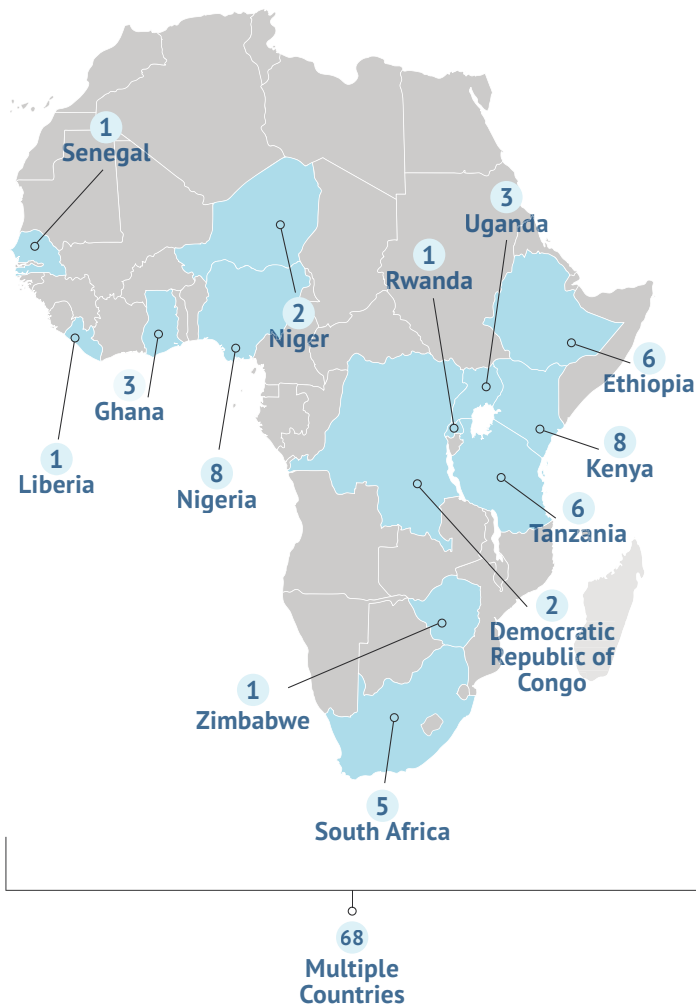 1
Senegal
3
Uganda
1
Rwanda
2
Niger
6
Ethiopia
3
Ghana
8
Kenya
1
Liberia
8
Nigeria
6
Tanzania
2
Democratic
Republic of
Congo
1
Zimbabwe
5
South Africa
68
Multiple
Countries